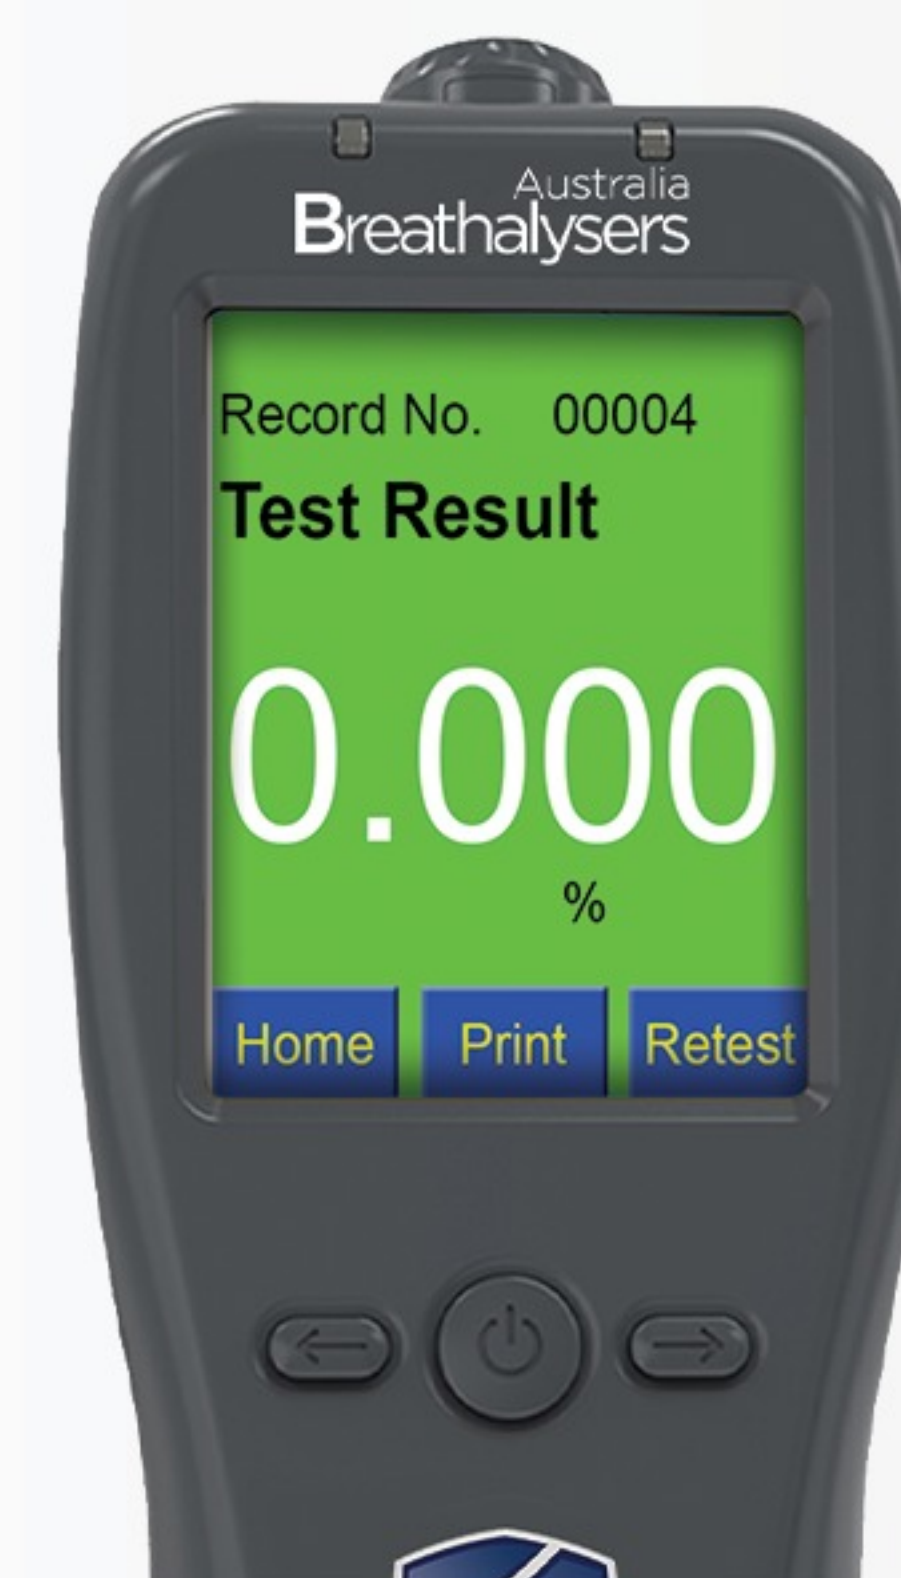 Australia
Breathalysers
Record No. 00004
Test Result
0.000
%
Home Print Retest